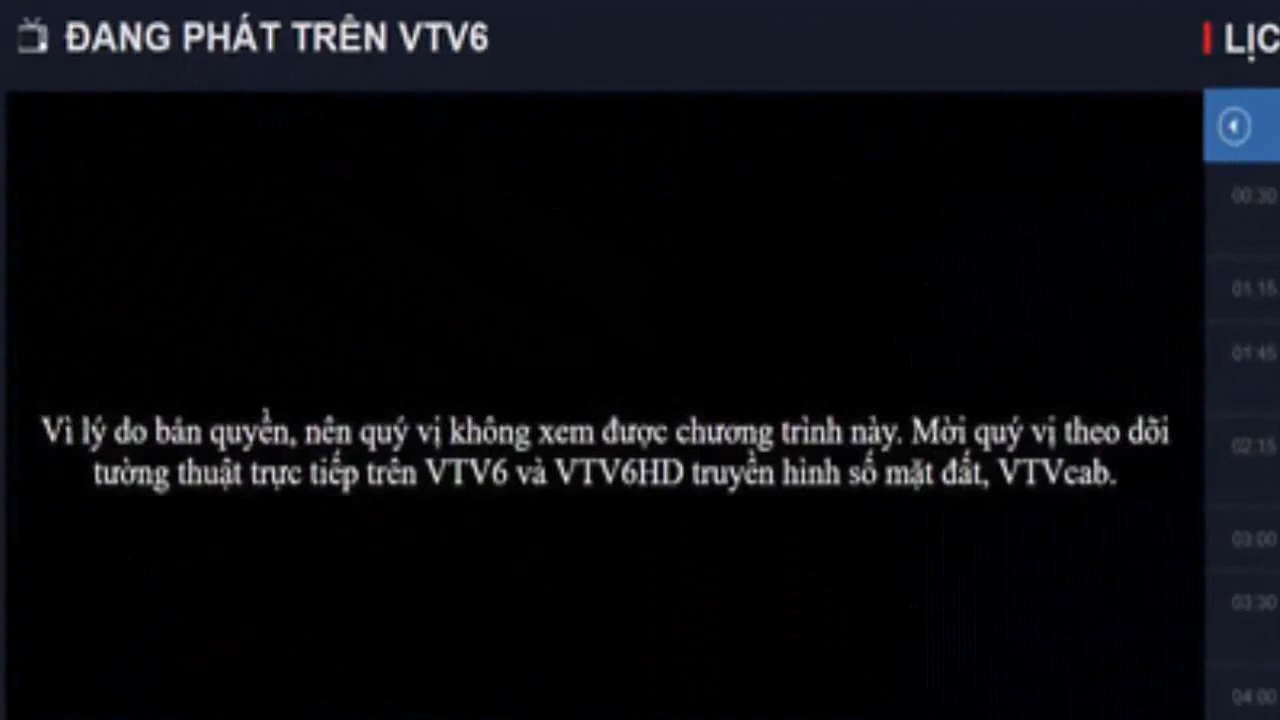 ĐANG PHÁT TRÊN VTV6
Vì lý do bản quyền, nên quý vị không xem được chương trình này. Mời quý vị theo dõi
tường thuật trực tiếp trên VTV6 và VTV6HD truyền hình số mặt đất, VTVcab.
LỊC
00:30
01:15
01:45
02:15
03:00
03:30
04:00